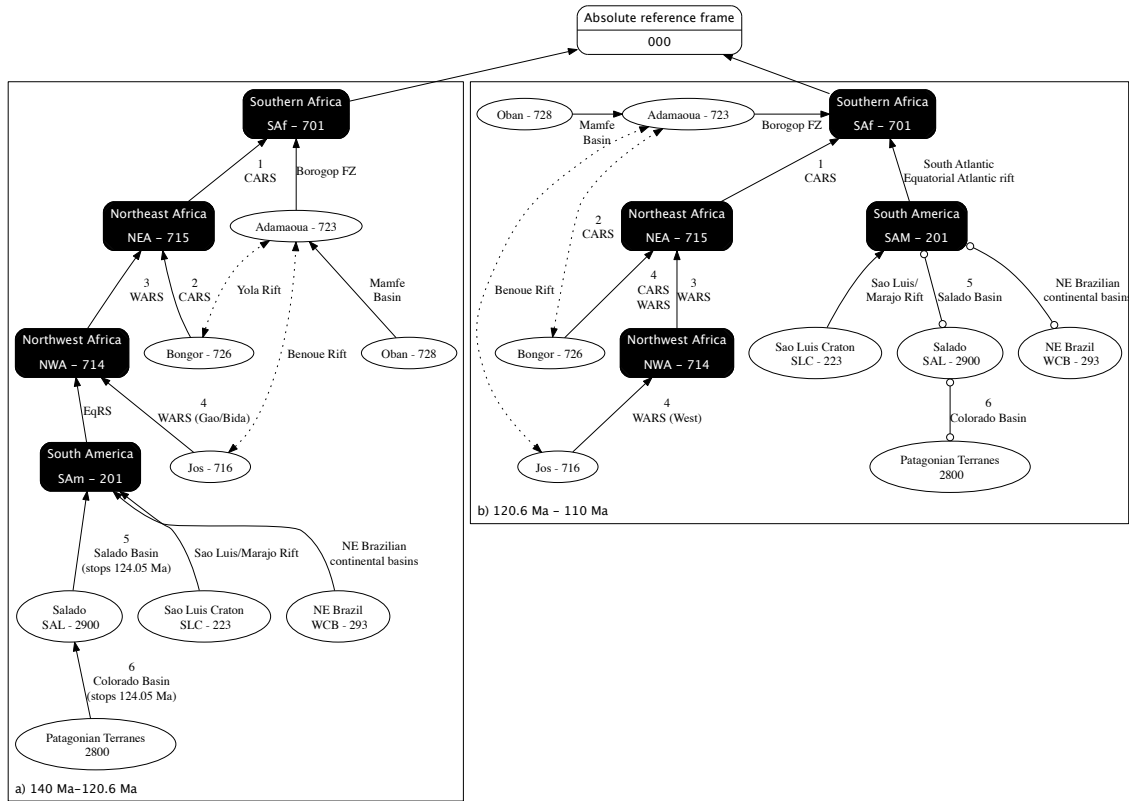 Absolute reference frame
000
Southern Africa
SAf - 701
1
CARS
Borogop FZ
Northeast Africa
NEA - 715
Adamaoua - 723
3
WARS
2
CARS
Yola Rift
Mamfe
Basin
Northwest Africa
NWA - 714
Bongor - 726
Benoue Rift
Oban - 728
EqRS
4
WARS (Gao/Bida)
South America
SAm - 201
Jos - 716
5
Salado Basin
(stops 124.05 Ma)
Sao Luis/Marajo Rift
NE Brazilian
continental basins
Salado
SAL - 2900
Sao Luis Craton
SLC - 223
NE Brazil
WCB - 293
6
Colorado Basin
(stops 124.05 Ma)
Patagonian Terranes
2800
a) 140 Ma-120.6 Ma
Oban - 728
Mamfe
Basin
Adamaoua - 723
Borogop FZ
Southern Africa
SAf - 701
1
CARS
South Atlantic
Equatorial Atlantic rift
2
CARS
Northeast Africa
NEA - 715
South America
SAM - 201
Benoue Rift
4
CARS
WARS
3
WARS
Sao Luis/
Marajo Rift
5
Salado Basin
NE Brazilian
continental basins
Bongor - 726
Northwest Africa
NWA - 714
Sao Luis Craton
SLC - 223
Salado
SAL - 2900
NE Brazil
WCB - 293
4
WARS (West)
6
Colorado Basin
Jos - 716
Patagonian Terranes
2800
b) 120.6 Ma - 110 Ma